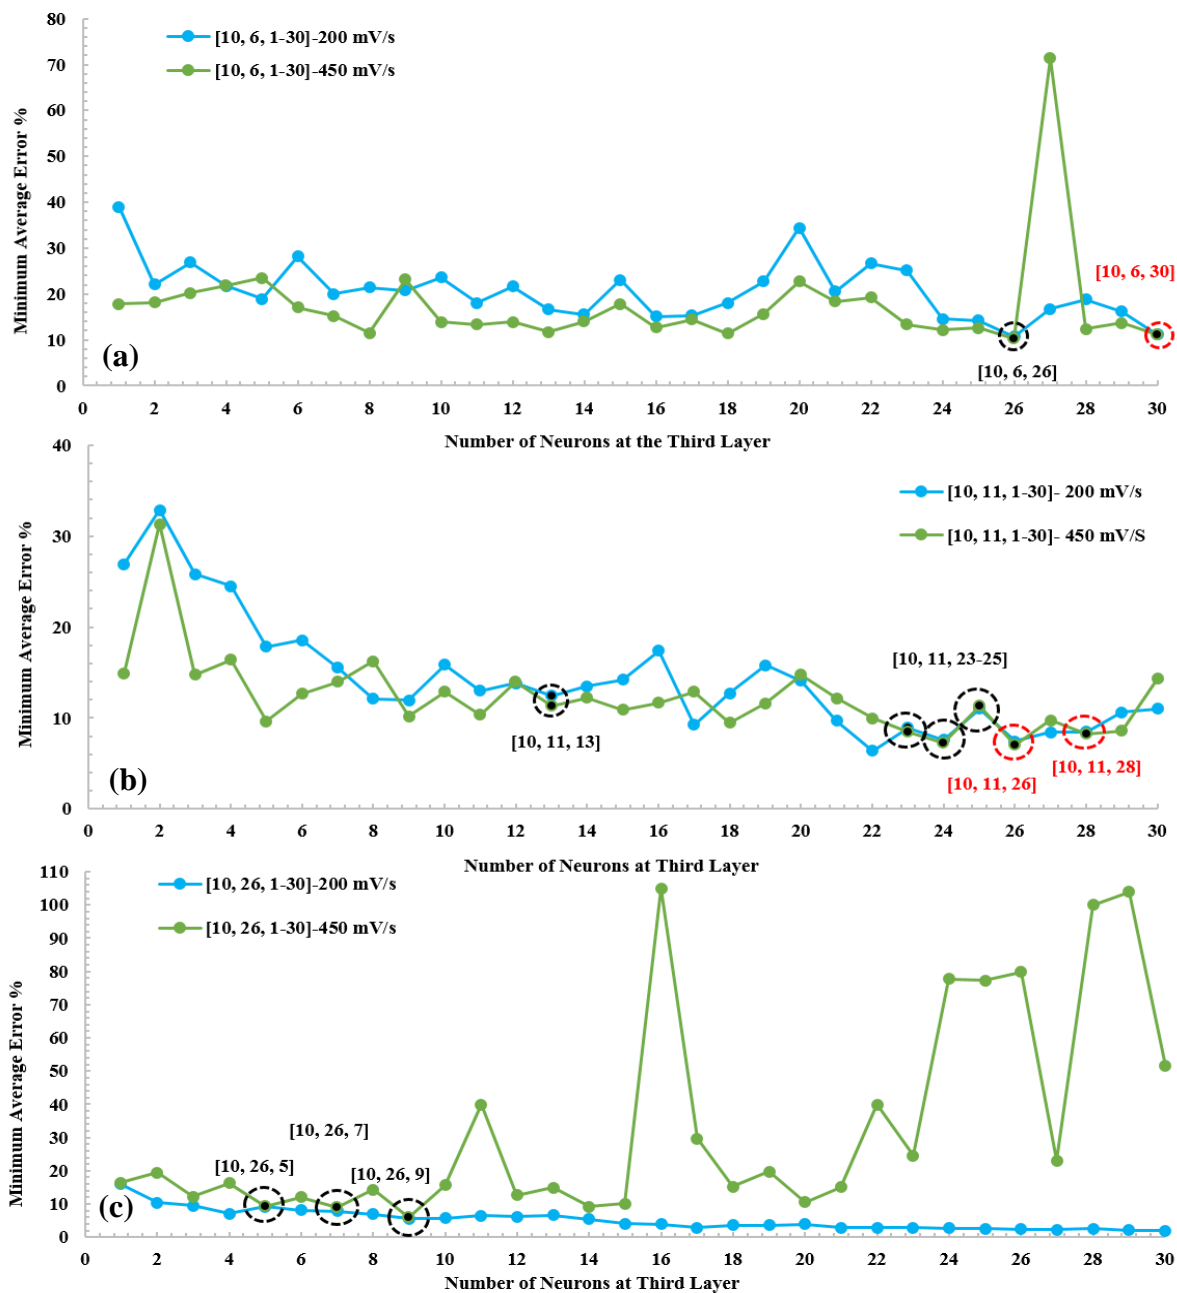 80
[10, 6, 1-30]-200 mV/s
[10, 6, 1-30]-450 mV/s
70
60
50
40
30
20
10
0
Minimum Average Error %
[10, 6, 30]
(a)
[10, 6, 26]
0 2 4 6 8 10 12 14 16 18 20 22 24 26 28 30
Number of Neurons at the Third Layer
40
30
20
10
0
Minimum Average Error %
[10, 11, 1-30]- 200 mV/s
[10, 11, 1-30]- 450 mV/S
[10, 11, 23-25]
[10, 11, 13]
[10, 11, 28]
[10, 11, 26]
(b)
0 2 4 6 8 10 12 14 16 18 20 22 24 26 28 30
Number of Neurons at Third Layer
110
100
90
80
70
60
50
40
30
20
10
0
Minimum Average Error %
[10, 26, 1-30]-200 mV/s
[10, 26, 1-30]-450 mV/s
[10, 26, 7]
[10, 26, 5]
[10, 26, 9]
(c)
0 2 4 6 8 10 12 14 16 18 20 22 24 26 28 30
Number of Neurons at Third Layer